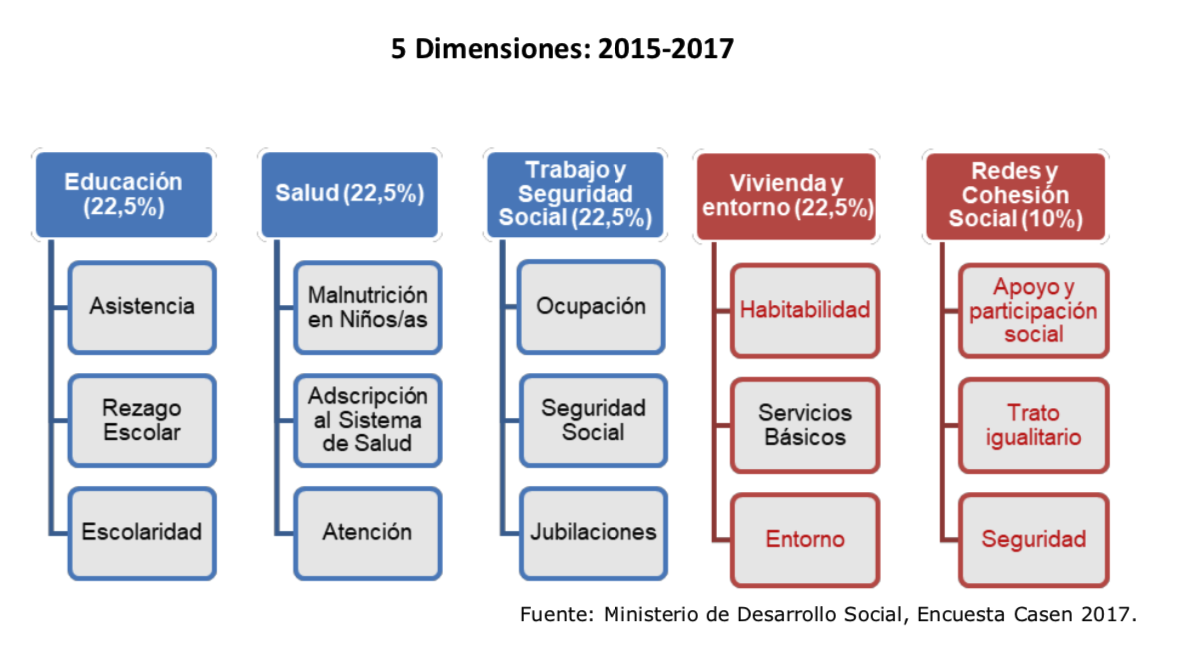 5 Dimensiones: 2015-2017
Educación
(22,5%)
Asistencia
Rezago
Escolar
Escolaridad
Salud (22,5%)
Malnutrición
en Niños/as
Adscripción
al Sistema
de Salud
Atención
Trabajo y
Seguridad
Social (22,5%)
Ocupación
Seguridad
Social
Jubilaciones
Vivienda y
entorno (22,5%)
Habitabilidad
Servicios
Básicos
Entorno
Redes y
Cohesión
Social (10%)
Apoyo y
participación
social
Trato
igualitario
Seguridad
Fuente: Ministerio de Desarrollo Social, Encuesta Casen 2017.